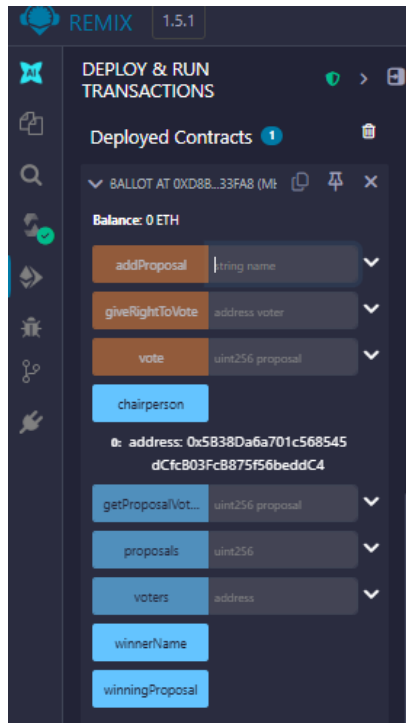 REMIX 1.5.1
AI
DEPLOY & RUN
TRANSACTIONS
Deployed Contracts 1
BALLOT AT 0XD8B...33FA8 (ME
Balance: 0 ETH
addProposal string name
giveRightToVote address voter
vote uint256 proposal
chairperson
0: address: 0x5B38Da6a701c568545
dCfcB03FcB875f56beddC4
getProposalVot... uint256 proposal
proposals uint256
voters address
winnerName
winningProposal